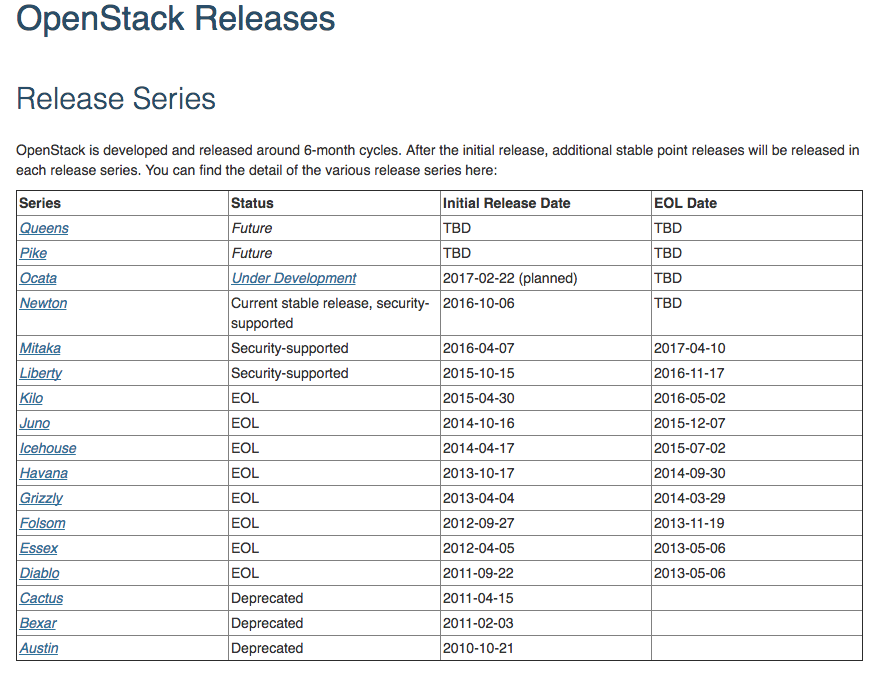 OpenStack Releases
Release Series
OpenStack is developed and released around 6-month cycles. After the initial release, additional stable point releases will be released in
each release series. You can find the detail of the various release series here:
Series Status Initial Release Date EOL Date
Queens Future TBD TBD
Pike Future TBD TBD
Ocata Under Development 2017-02-22 (planned) TBD
Newton Current stable release, security- 2016-10-06 TBD
supported
Mitaka Security-supported 2016-04-07 2017-04-10
Liberty Security-supported 2015-10-15 2016-11-17
Kilo EOL 2015-04-30 2016-05-02
Juno EOL 2014-10-16 2015-12-07
Icehouse EOL 2014-04-17 2015-07-02
Havana EOL 2013-10-17 2014-09-30
Grizzly EOL 2013-04-04 2014-03-29
Folsom EOL 2012-09-27 2013-11-19
Essex EOL 2012-04-05 2013-05-06
Diablo EOL 2011-09-22 2013-05-06
Cactus Deprecated 2011-04-15
Bexar Deprecated 2011-02-03
Austin Deprecated 2010-10-21